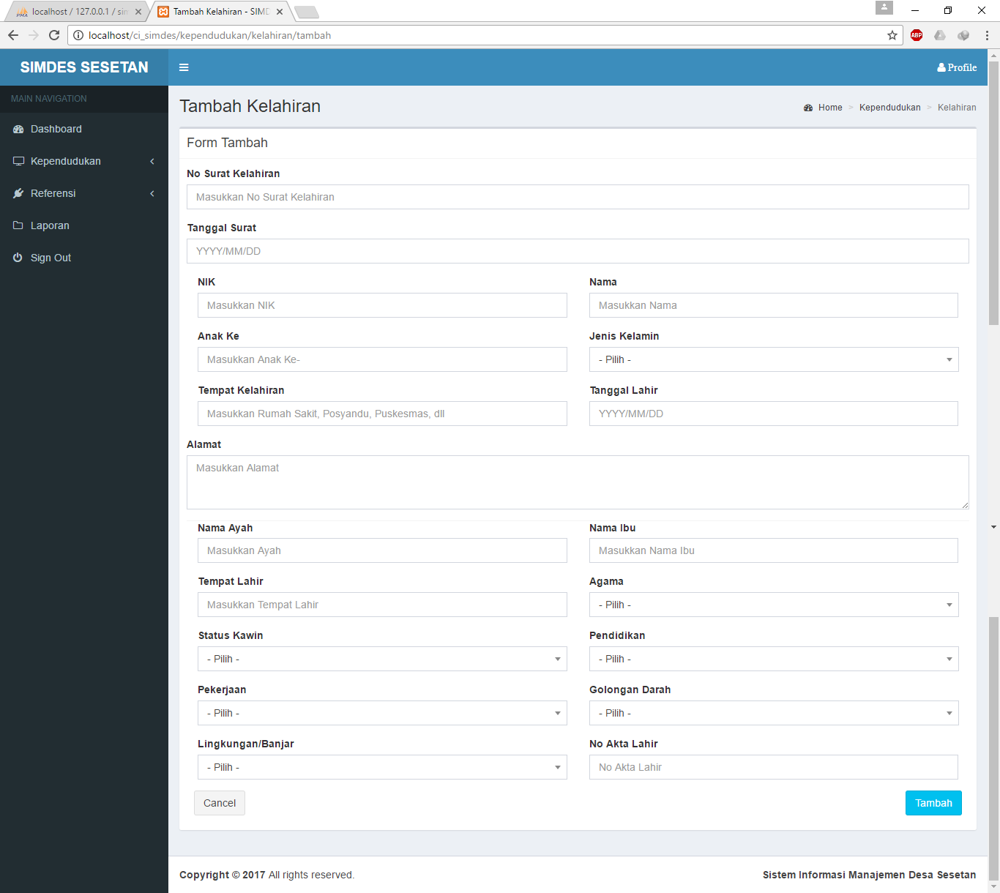 localhost / 127.0.0.1 / sim
Tambah Kelahiran - SIMD
localhost/ci_simdes/kependudukan/kelahiran/tambah
ABP
SIMDES SESETAN
Profile
MAIN NAVIGATION
Dashboard
Kependudukan
Referensi
Laporan
Sign Out
Tambah Kelahiran
Home > Kependudukan > Kelahiran
Form Tambah
No Surat Kelahiran
Masukkan No Surat Kelahiran
Tanggal Surat
YYYY/MM/DD
NIK Nama
Masukkan NIK Masukkan Nama
Anak Ke Jenis Kelamin
Masukkan Anak Ke- - Pilih -
Tempat Kelahiran Tanggal Lahir
Masukkan Rumah Sakit, Posyandu, Puskesmas, dll YYYY/MM/DD
Alamat
Masukkan Alamat
Nama Ayah Nama Ibu
Masukkan Ayah Masukkan Nama Ibu
Tempat Lahir Agama
Masukkan Tempat Lahir - Pilih -
Status Kawin Pendidikan
- Pilih - - Pilih -
Pekerjaan Golongan Darah
- Pilih - - Pilih -
Lingkungan/Banjar No Akta Lahir
- Pilih - No Akta Lahir
Cancel Tambah
Copyright © 2017 All rights reserved. Sistem Informasi Manajemen Desa Sesetan